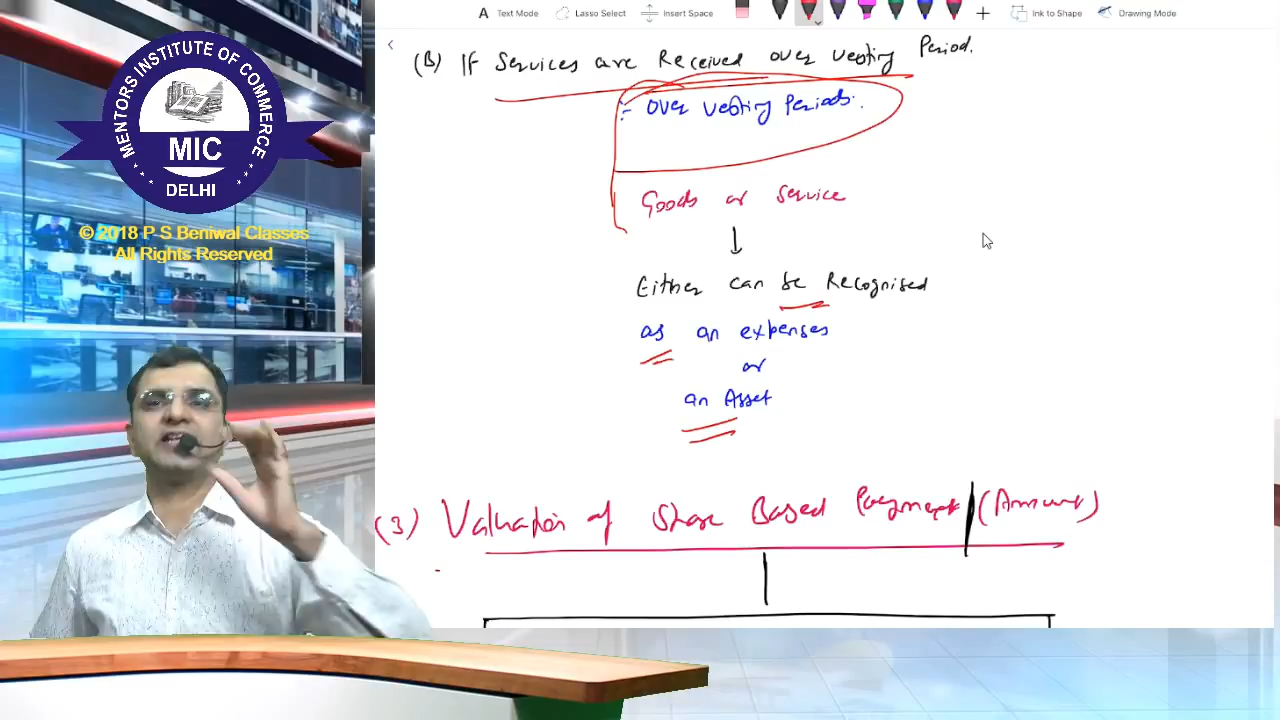 Text Mode Lasso Select Insert Space Ink to Shape Drawing Mode
(B) If Services are Received over vesting Period.
:- over vesting Periods.
Goods or Service
Either can be Recognised
as an expenses
or
an Asset
(3) Valuation of Share Based Payment (Amount)
MENTORS INSTITUTE OF COMMERCE
MIC
DELHI
© 2018 P S Beniwal Classes
All Rights Reserved